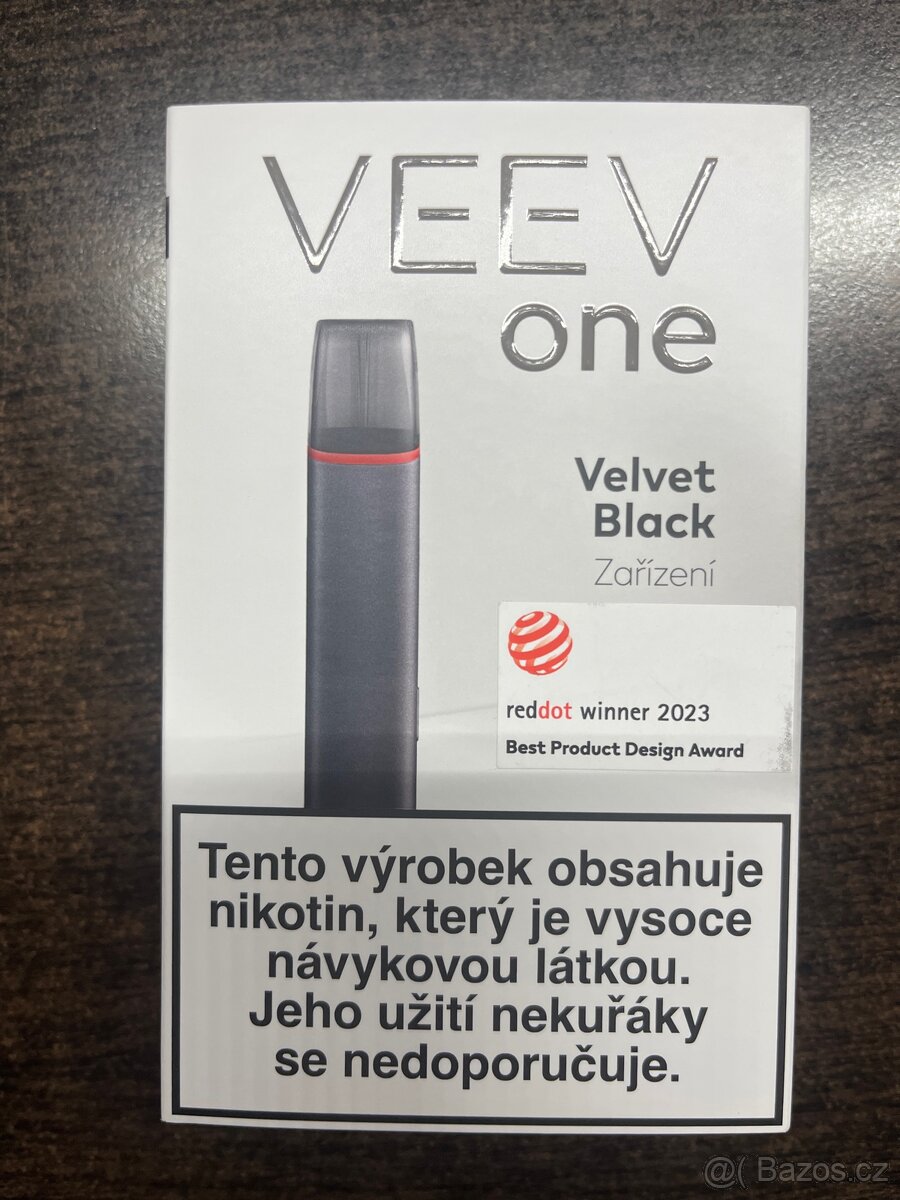 VEEV
one
Velvet
Black
Zařízení
reddot winner 2023
Best Product Design Award
Tento výrobek obsahuje
nikotin, který je vysoce
návykovou látkou.
Jeho užití nekuřáky
se nedoporučuje.
@( Bazos.cz